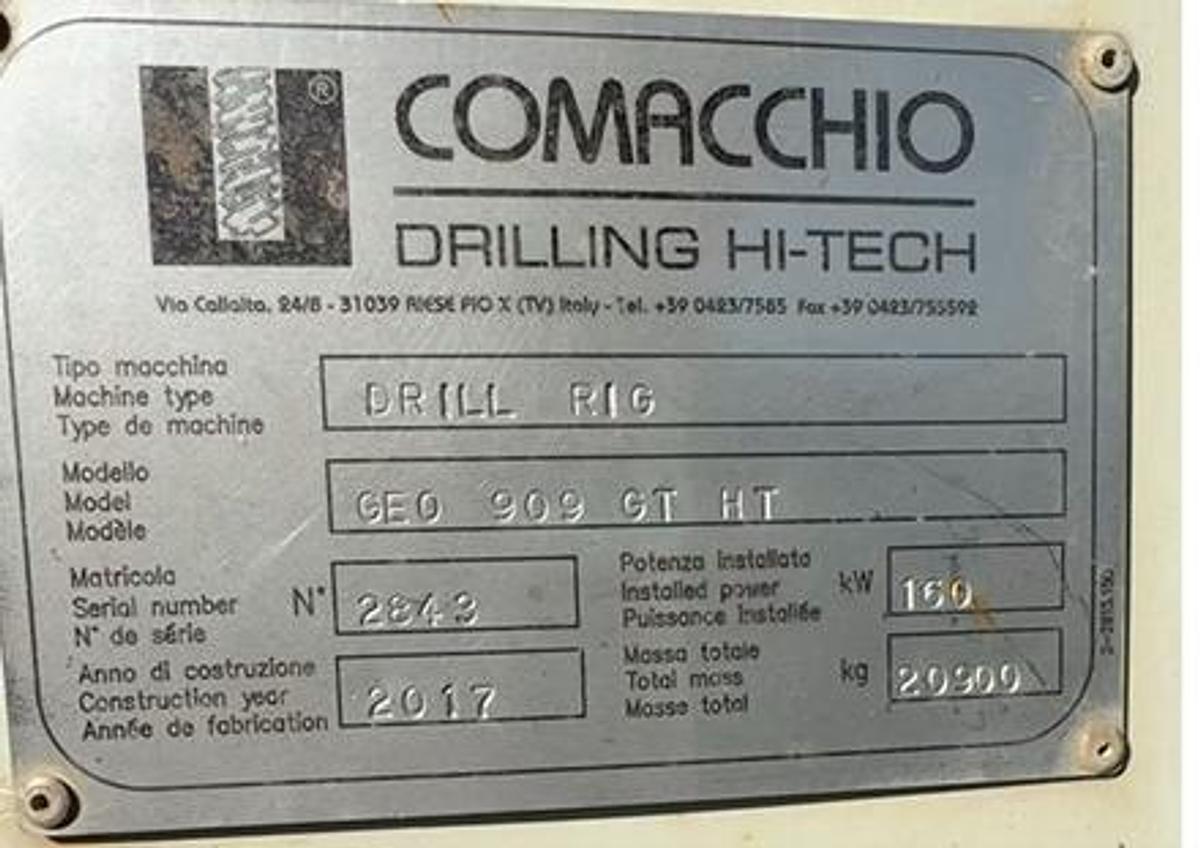 ®
COMACCHIO
DRILLING HI-TECH
Via Callalta, 24/B - 31039 RIESE PIO X (TV) Italy - Tel. +39 0423/7585 Fax +39 0423/755592
Tipo macchina
Machine type
Type de machine
DRILL RIG
Modello
Model
Modèle
GEO 909 GT HT
Matricola
Serial number
N° de série
N° 2843
Potenza installata
Installed power
Puissance installée
kW 160
Anno di costruzione
Construction year
Année de fabrication
2017
Massa totale
Total mass
Masse total
kg 20900